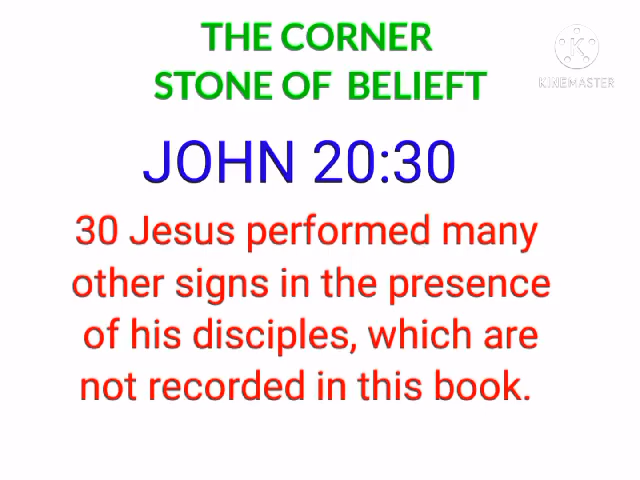 THE CORNER
STONE OF BELIEFT
KINEMASTER
JOHN 20:30
30 Jesus performed many
other signs in the presence
of his disciples, which are
not recorded in this book.